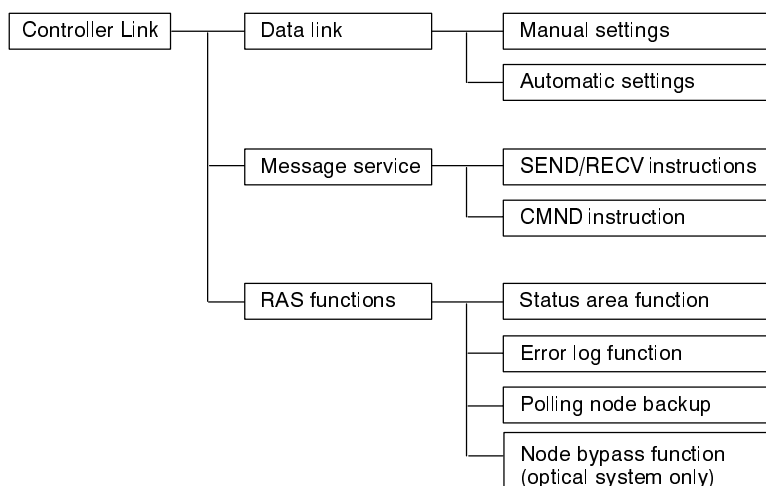 Controller Link
Data link
Manual settings
Automatic settings
Message service
SEND/RECV instructions
CMND instruction
RAS functions
Status area function
Error log function
Polling node backup
Node bypass function
(optical system only)